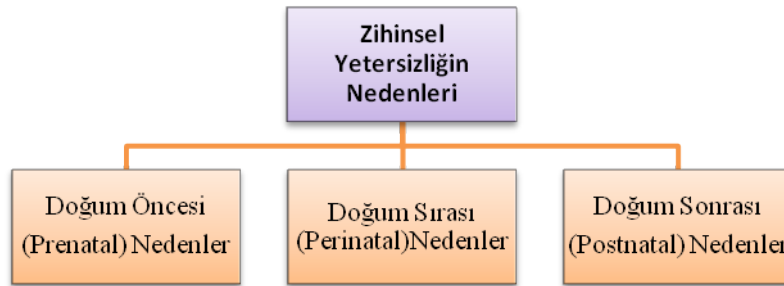 Zihinsel
Yetersizliğin
Nedenleri
Doğum Öncesi
(Prenatal) Nedenler
Doğum Sırası
(Perinatal)Nedenler
Doğum Sonrası
(Postnatal) Nedenler